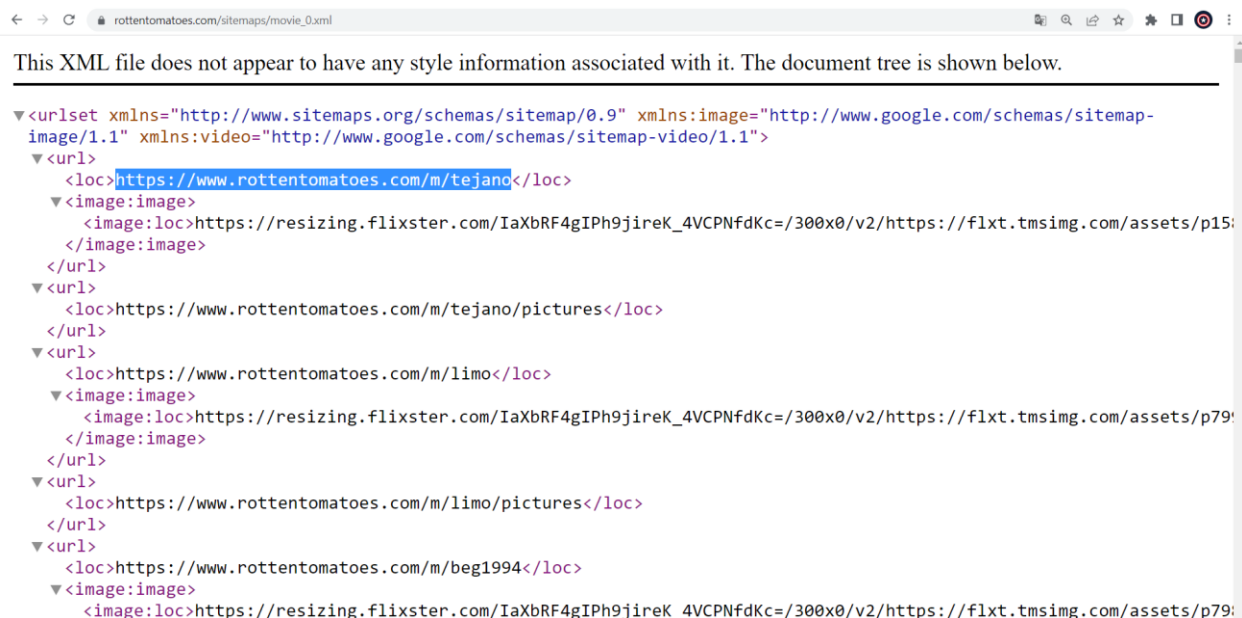 rottentomatoes.com/sitemaps/movie_0.xml
This XML file does not appear to have any style information associated with it. The document tree is shown below.
▼<urlset xmlns="http://www.sitemaps.org/schemas/sitemap/0.9" xmlns:image="http://www.google.com/schemas/sitemap-
image/1.1" xmlns:video="http://www.google.com/schemas/sitemap-video/1.1">
▼<url>
<loc>https://www.rottentomatoes.com/m/tejano</loc>
▼<image:image>
<image:loc>https://resizing.flixster.com/IaXbRF4gIPh9jireK_4VCPNfdKc=/300x0/v2/https://flxt.tmsimg.com/assets/p15
</image:image>
</url>
▼<url>
<loc>https://www.rottentomatoes.com/m/tejano/pictures</loc>
</url>
▼<url>
<loc>https://www.rottentomatoes.com/m/limo</loc>
▼<image:image>
<image:loc>https://resizing.flixster.com/IaXbRF4gIPh9jireK_4VCPNfdKc=/300x0/v2/https://flxt.tmsimg.com/assets/p79
</image:image>
</url>
▼<url>
<loc>https://www.rottentomatoes.com/m/limo/pictures</loc>
</url>
▼<url>
<loc>https://www.rottentomatoes.com/m/beg1994</loc>
▼<image:image>
<image:loc>https://resizing.flixster.com/IaXbRF4gIPh9jireK_4VCPNfdKc=/300x0/v2/https://flxt.tmsimg.com/assets/p79